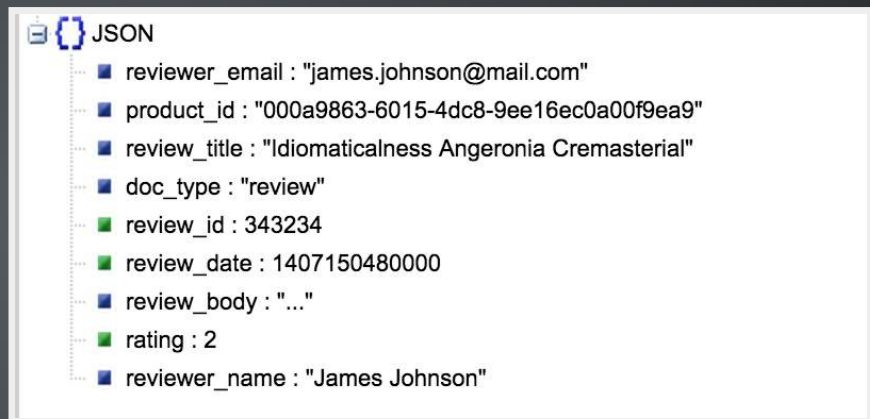 {} JSON
reviewer_email : "james.johnson@mail.com"
product_id : "000a9863-6015-4dc8-9ee16ec0a00f9ea9"
review_title : "Idiomaticalness Angeronia Cremasterial"
doc_type : "review"
review_id : 343234
review_date : 1407150480000
review_body : "..."
rating : 2
reviewer_name : "James Johnson"